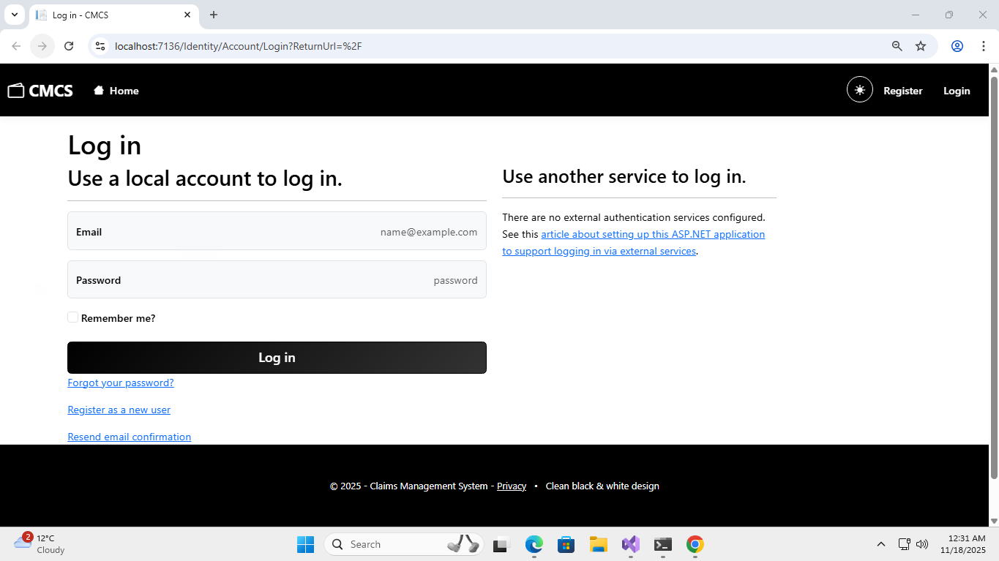 Log in - CMCS
localhost:7136/Identity/Account/Login?ReturnUrl=%2F
CMCS
Home
Register
Login
Log in
Use a local account to log in.
Email
name@example.com
Password
password
Remember me?
Log in
Forgot your password?
Register as a new user
Resend email confirmation
Use another service to log in.
There are no external authentication services configured.
See this article about setting up this ASP.NET application
to support logging in via external services.
© 2025 - Claims Management System - Privacy • Clean black & white design
2
12°C
Cloudy
Search
12:31 AM
11/18/2025